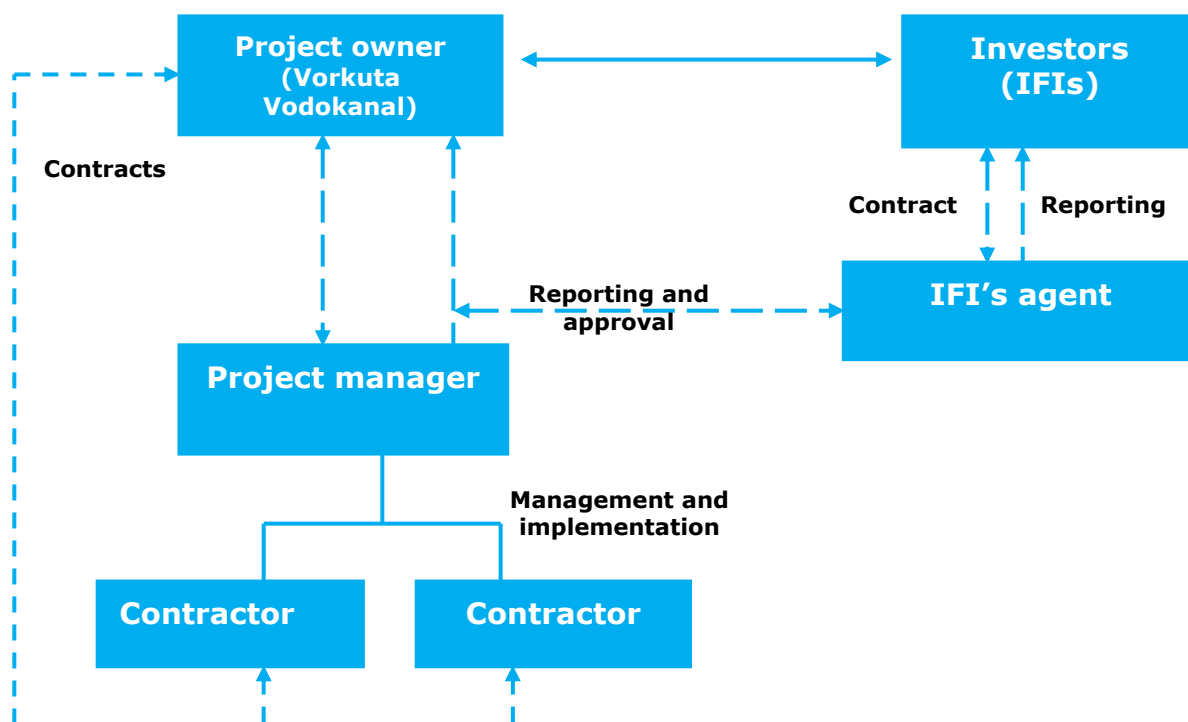 Project owner
(Vorkuta
Vodokanal)
Investors
(IFIs)
Contracts
Contract
Reporting
IFI’s agent
Reporting and
approval
Project manager
Management and
implementation
Contractor
Contractor